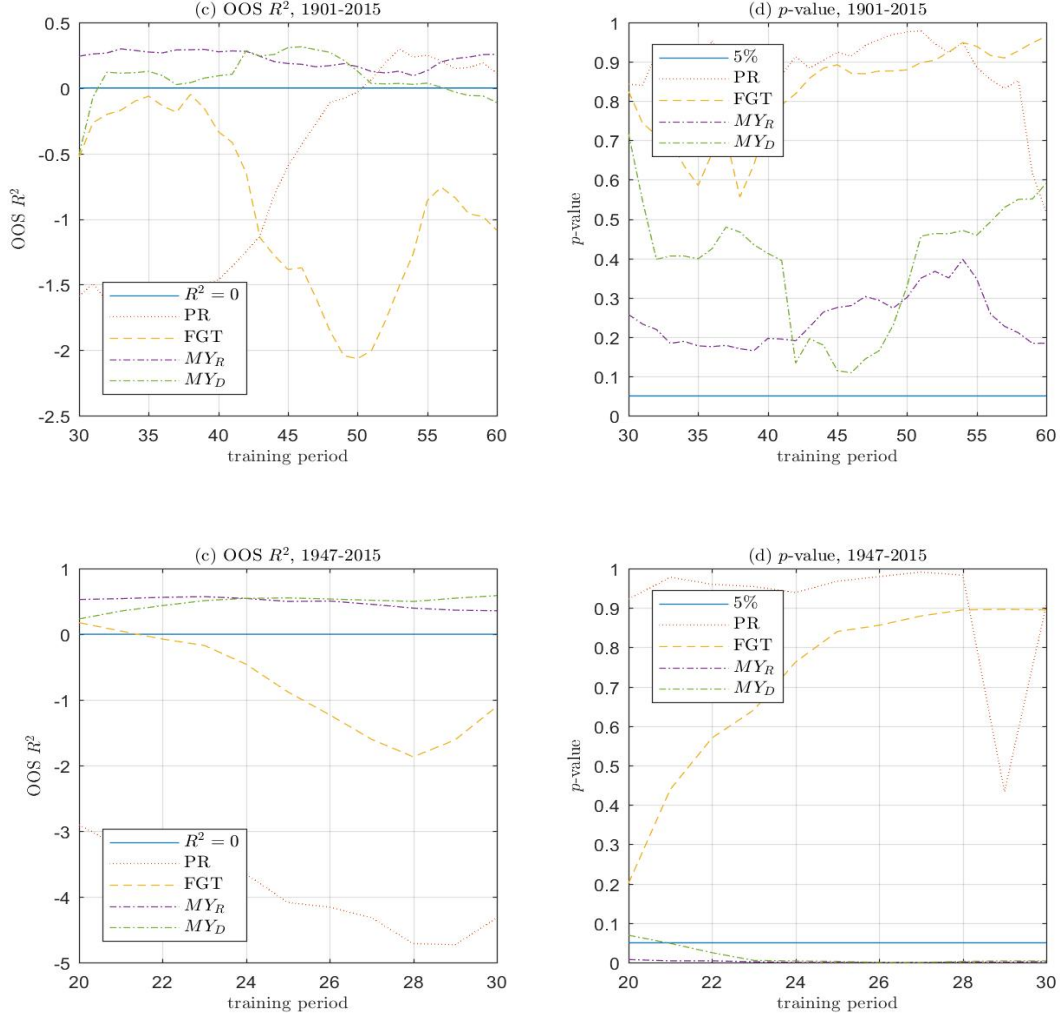 (c) OOS R², 1901-2015
0.5
0
-0.5
-1
-1.5
-2
-2.5
OOS R²
R² = 0
PR
FGT
MY_R
MY_D
30 35 40 45 50 55 60
training period
(d) p-value, 1901-2015
1
0.9
0.8
0.7
0.6
0.5
0.4
0.3
0.2
0.1
0
p-value
5%
PR
FGT
MY_R
MY_D
30 35 40 45 50 55 60
training period
(c) OOS R², 1947-2015
1
0
-1
-2
-3
-4
-5
OOS R²
R² = 0
PR
FGT
MY_R
MY_D
20 22 24 26 28 30
training period
(d) p-value, 1947-2015
1
0.9
0.8
0.7
0.6
0.5
0.4
0.3
0.2
0.1
0
p-value
5%
PR
FGT
MY_R
MY_D
20 22 24 26 28 30
training period